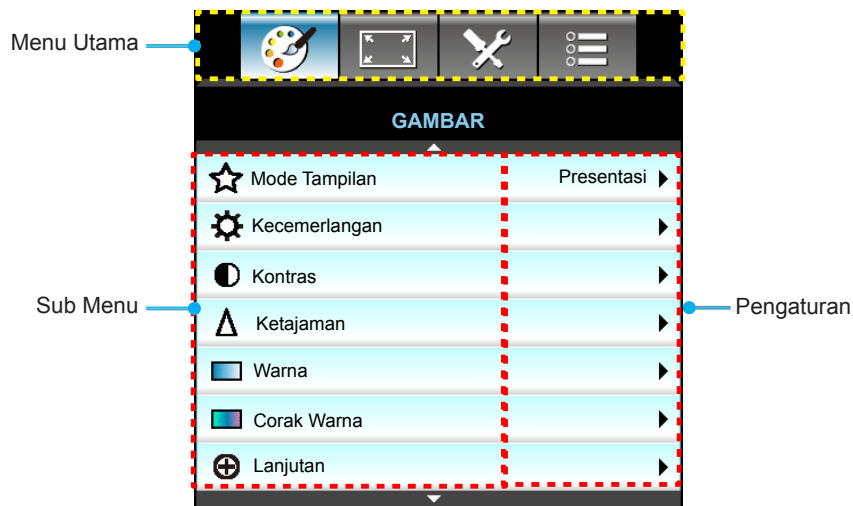 Menu Utama
GAMBAR
Mode Tampilan Presentasi
Kecemerlangan
Kontras
Sub Menu
Ketajaman
Pengaturan
Warna
Corak Warna
Lanjutan